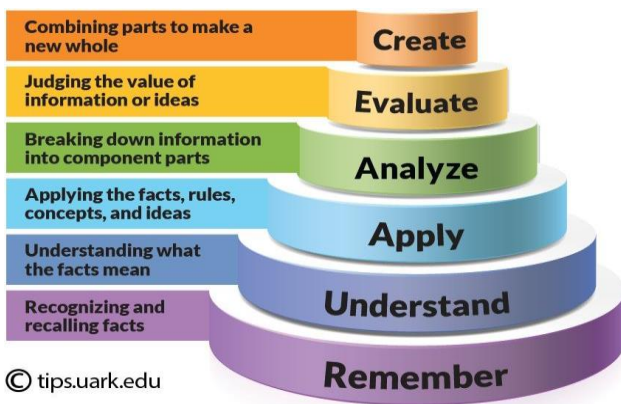 Combining parts to make a
new whole
Create
Judging the value of
information or ideas
Evaluate
Breaking down information
into component parts
Analyze
Applying the facts, rules,
concepts, and ideas
Apply
Understanding what
the facts mean
Understand
Recognizing and
recalling facts
Remember
© tips.uark.edu